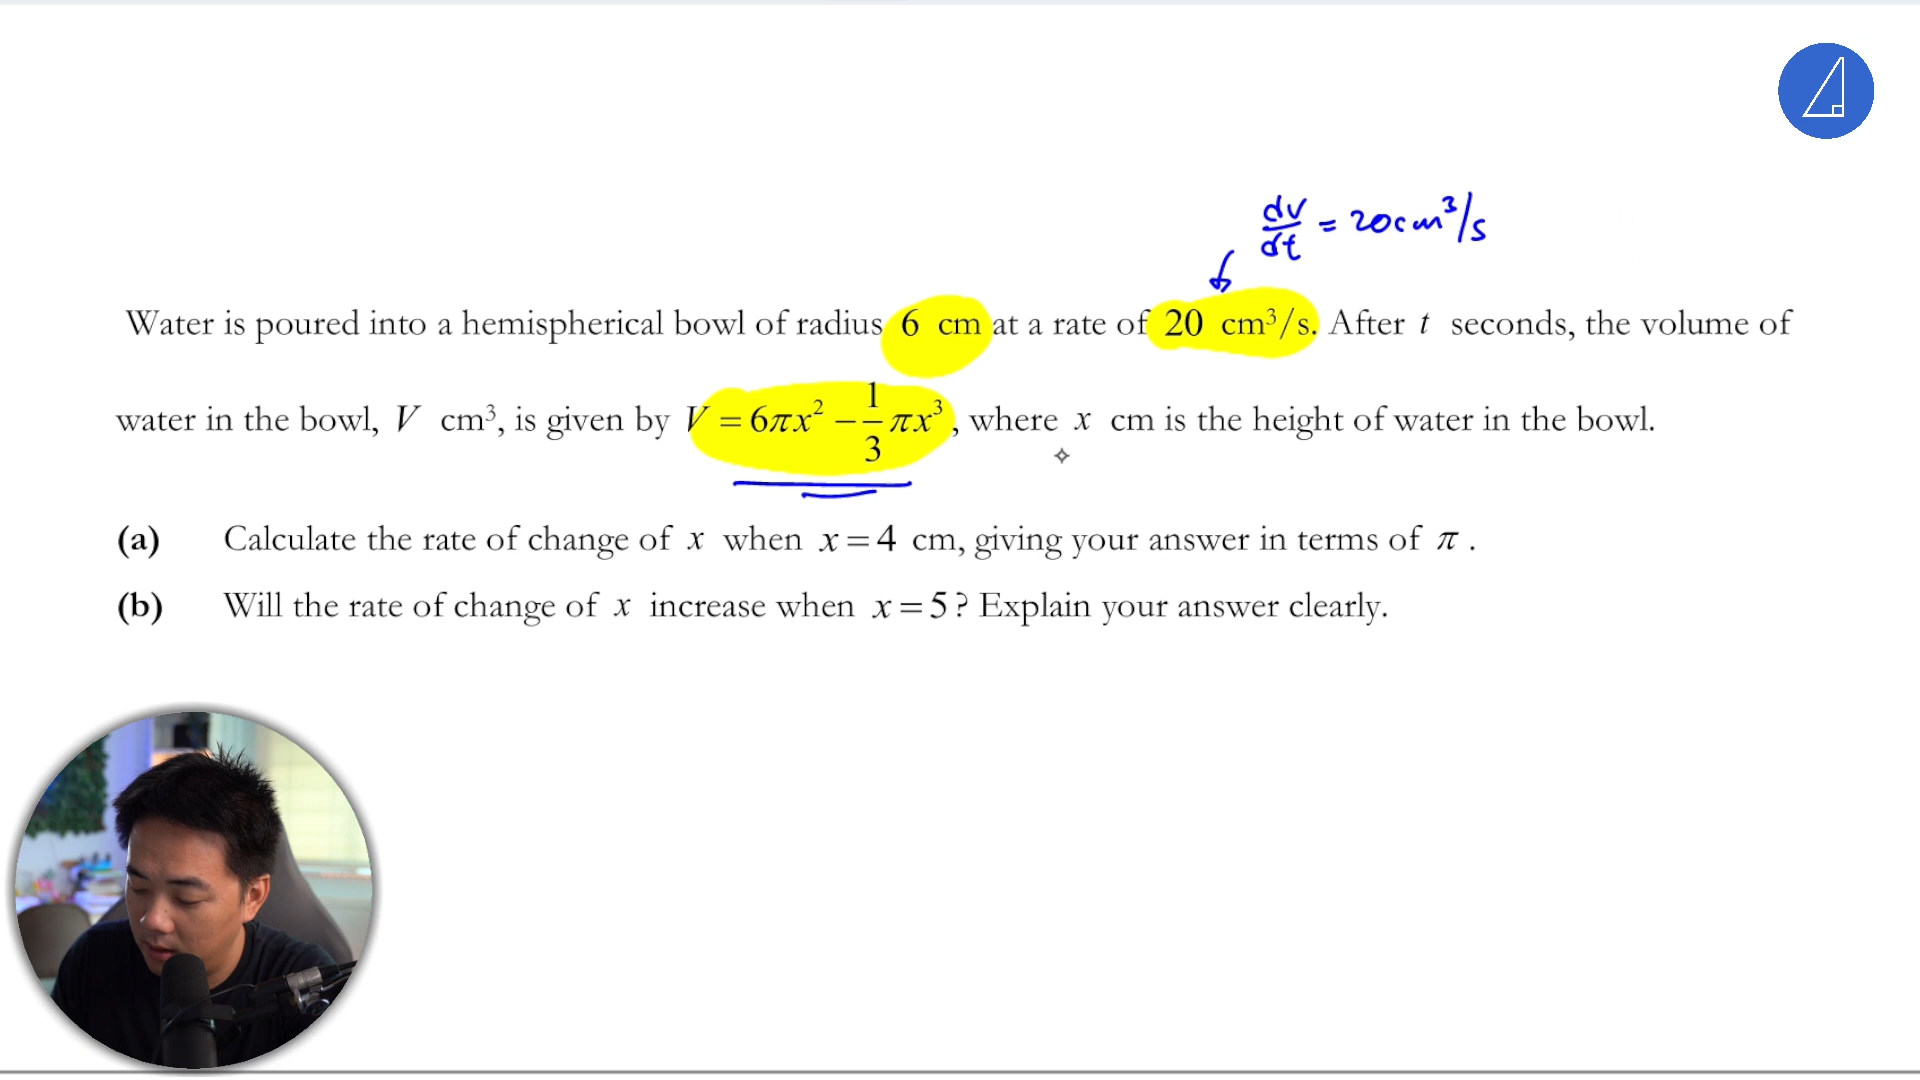 dv/dt = 20cm³/s
Water is poured into a hemispherical bowl of radius 6 cm at a rate of 20 cm³/s. After t seconds, the volume of
water in the bowl, V cm³, is given by V = 6πx² − 1/3 πx³, where x cm is the height of water in the bowl.
(a) Calculate the rate of change of x when x = 4 cm, giving your answer in terms of π.
(b) Will the rate of change of x increase when x = 5? Explain your answer clearly.